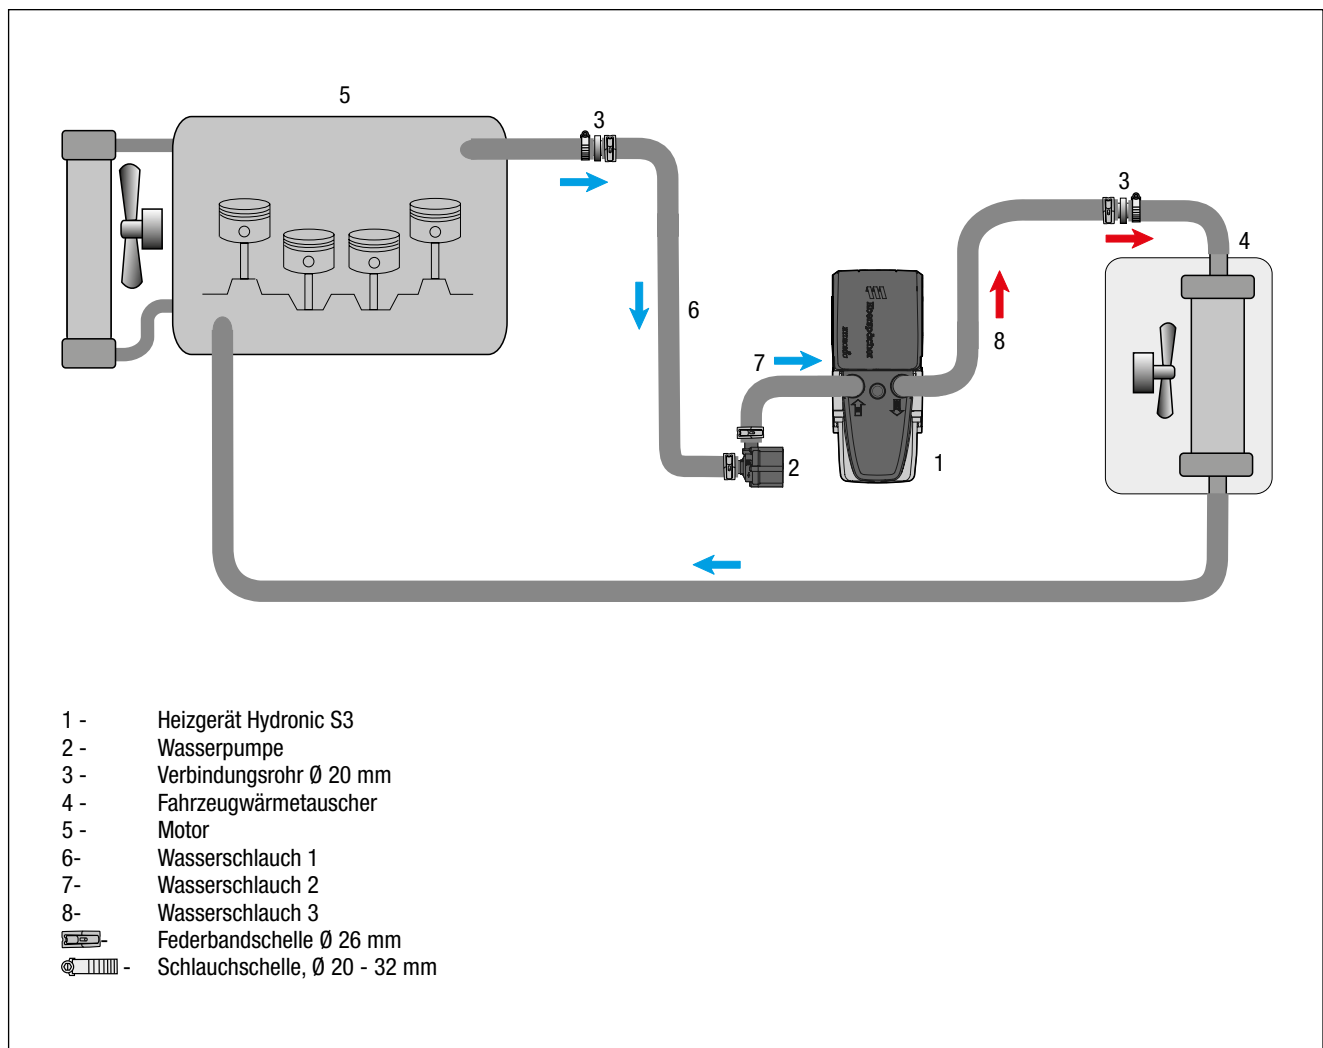 5
3
3
4
6
7
8
Eberspächer
2
1
1 - Heizgerät Hydronic S3
2 - Wasserpumpe
3 - Verbindungsrohr Ø 20 mm
4 - Fahrzeugwärmetauscher
5 - Motor
6- Wasserschlauch 1
7- Wasserschlauch 2
8- Wasserschlauch 3
- Federbandschelle Ø 26 mm
- Schlauchschelle, Ø 20 - 32 mm